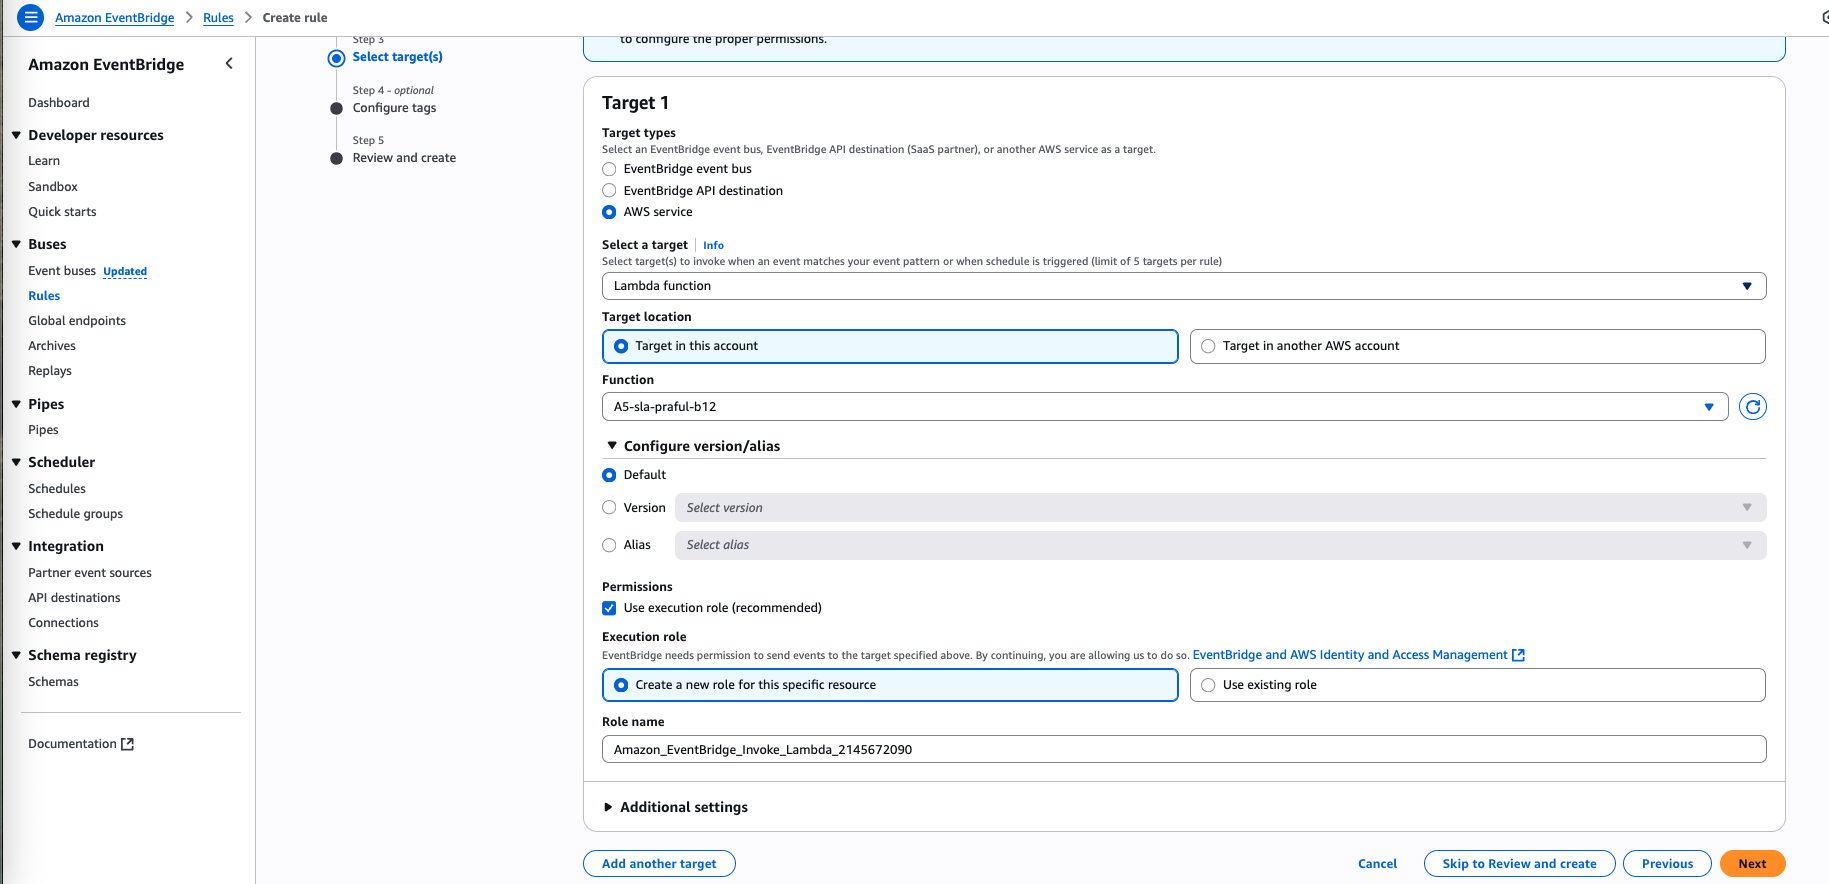 Amazon EventBridge > Rules > Create rule
Amazon EventBridge
Dashboard
Developer resources
Learn
Sandbox
Quick starts
Buses
Event buses Updated
Rules
Global endpoints
Archives
Replays
Pipes
Pipes
Scheduler
Schedules
Schedule groups
Integration
Partner event sources
API destinations
Connections
Schema registry
Schemas
Documentation
Step 3
Select target(s)
Step 4 - optional
Configure tags
Step 5
Review and create
to configure the proper permissions.
Target 1
Target types
Select an EventBridge event bus, EventBridge API destination (SaaS partner), or another AWS service as a target.
EventBridge event bus
EventBridge API destination
AWS service
Select a target Info
Select target(s) to invoke when an event matches your event pattern or when schedule is triggered (limit of 5 targets per rule)
Lambda function
Target location
Target in this account
Target in another AWS account
Function
A5-sla-praful-b12
Configure version/alias
Default
Version Select version
Alias Select alias
Permissions
Use execution role (recommended)
Execution role
EventBridge needs permission to send events to the target specified above. By continuing, you are allowing us to do so. EventBridge and AWS Identity and Access Management
Create a new role for this specific resource
Use existing role
Role name
Amazon_EventBridge_Invoke_Lambda_2145672090
Additional settings
Add another target
Cancel
Skip to Review and create
Previous
Next